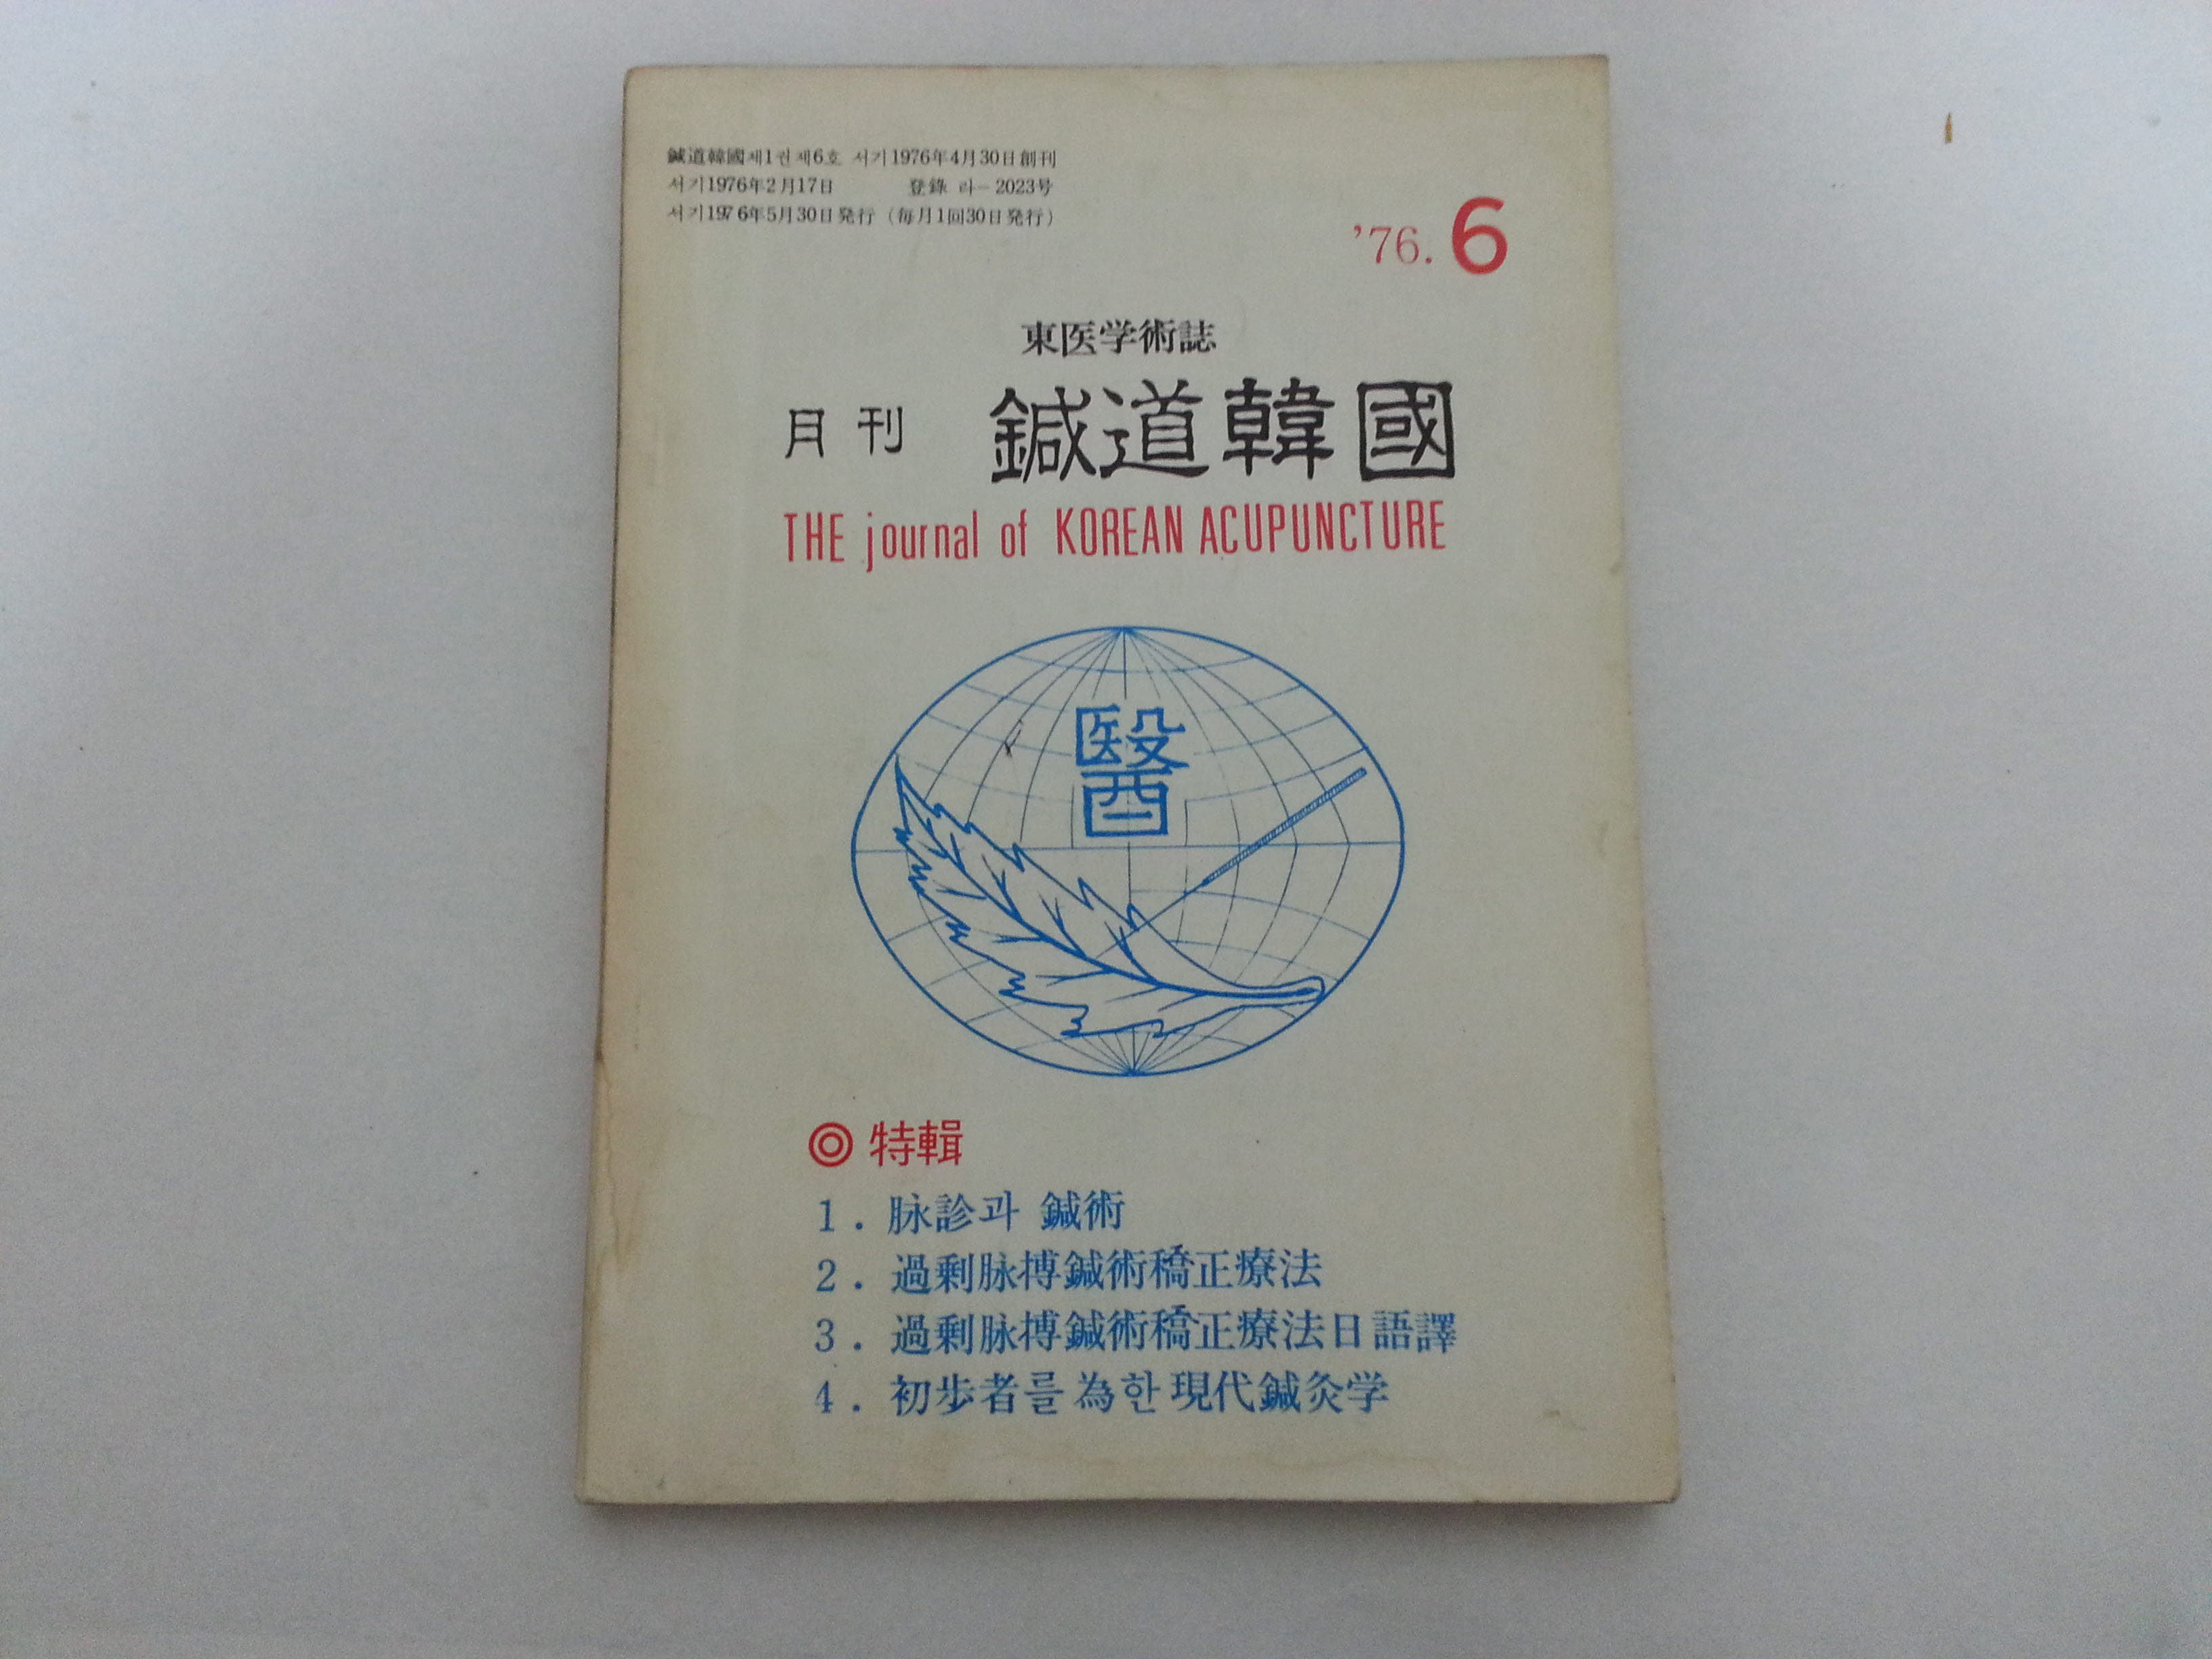 鍼道韓國제1권제6호 서기1976年4月30日創刊
서기1976年2月17日 登錄 라－2023号
서기1976年5月30日発行（毎月1回30日発行）
'76. 6
東医学術誌
月刊 鍼道韓國
THE journal of KOREAN ACUPUNCTURE
醫
◎ 特輯
1. 脉診과 鍼術
2. 過剩脉搏鍼術穚正療法
3. 過剩脉搏鍼術穚正療法日語譯
4. 初歩者를 為한 現代鍼灸学